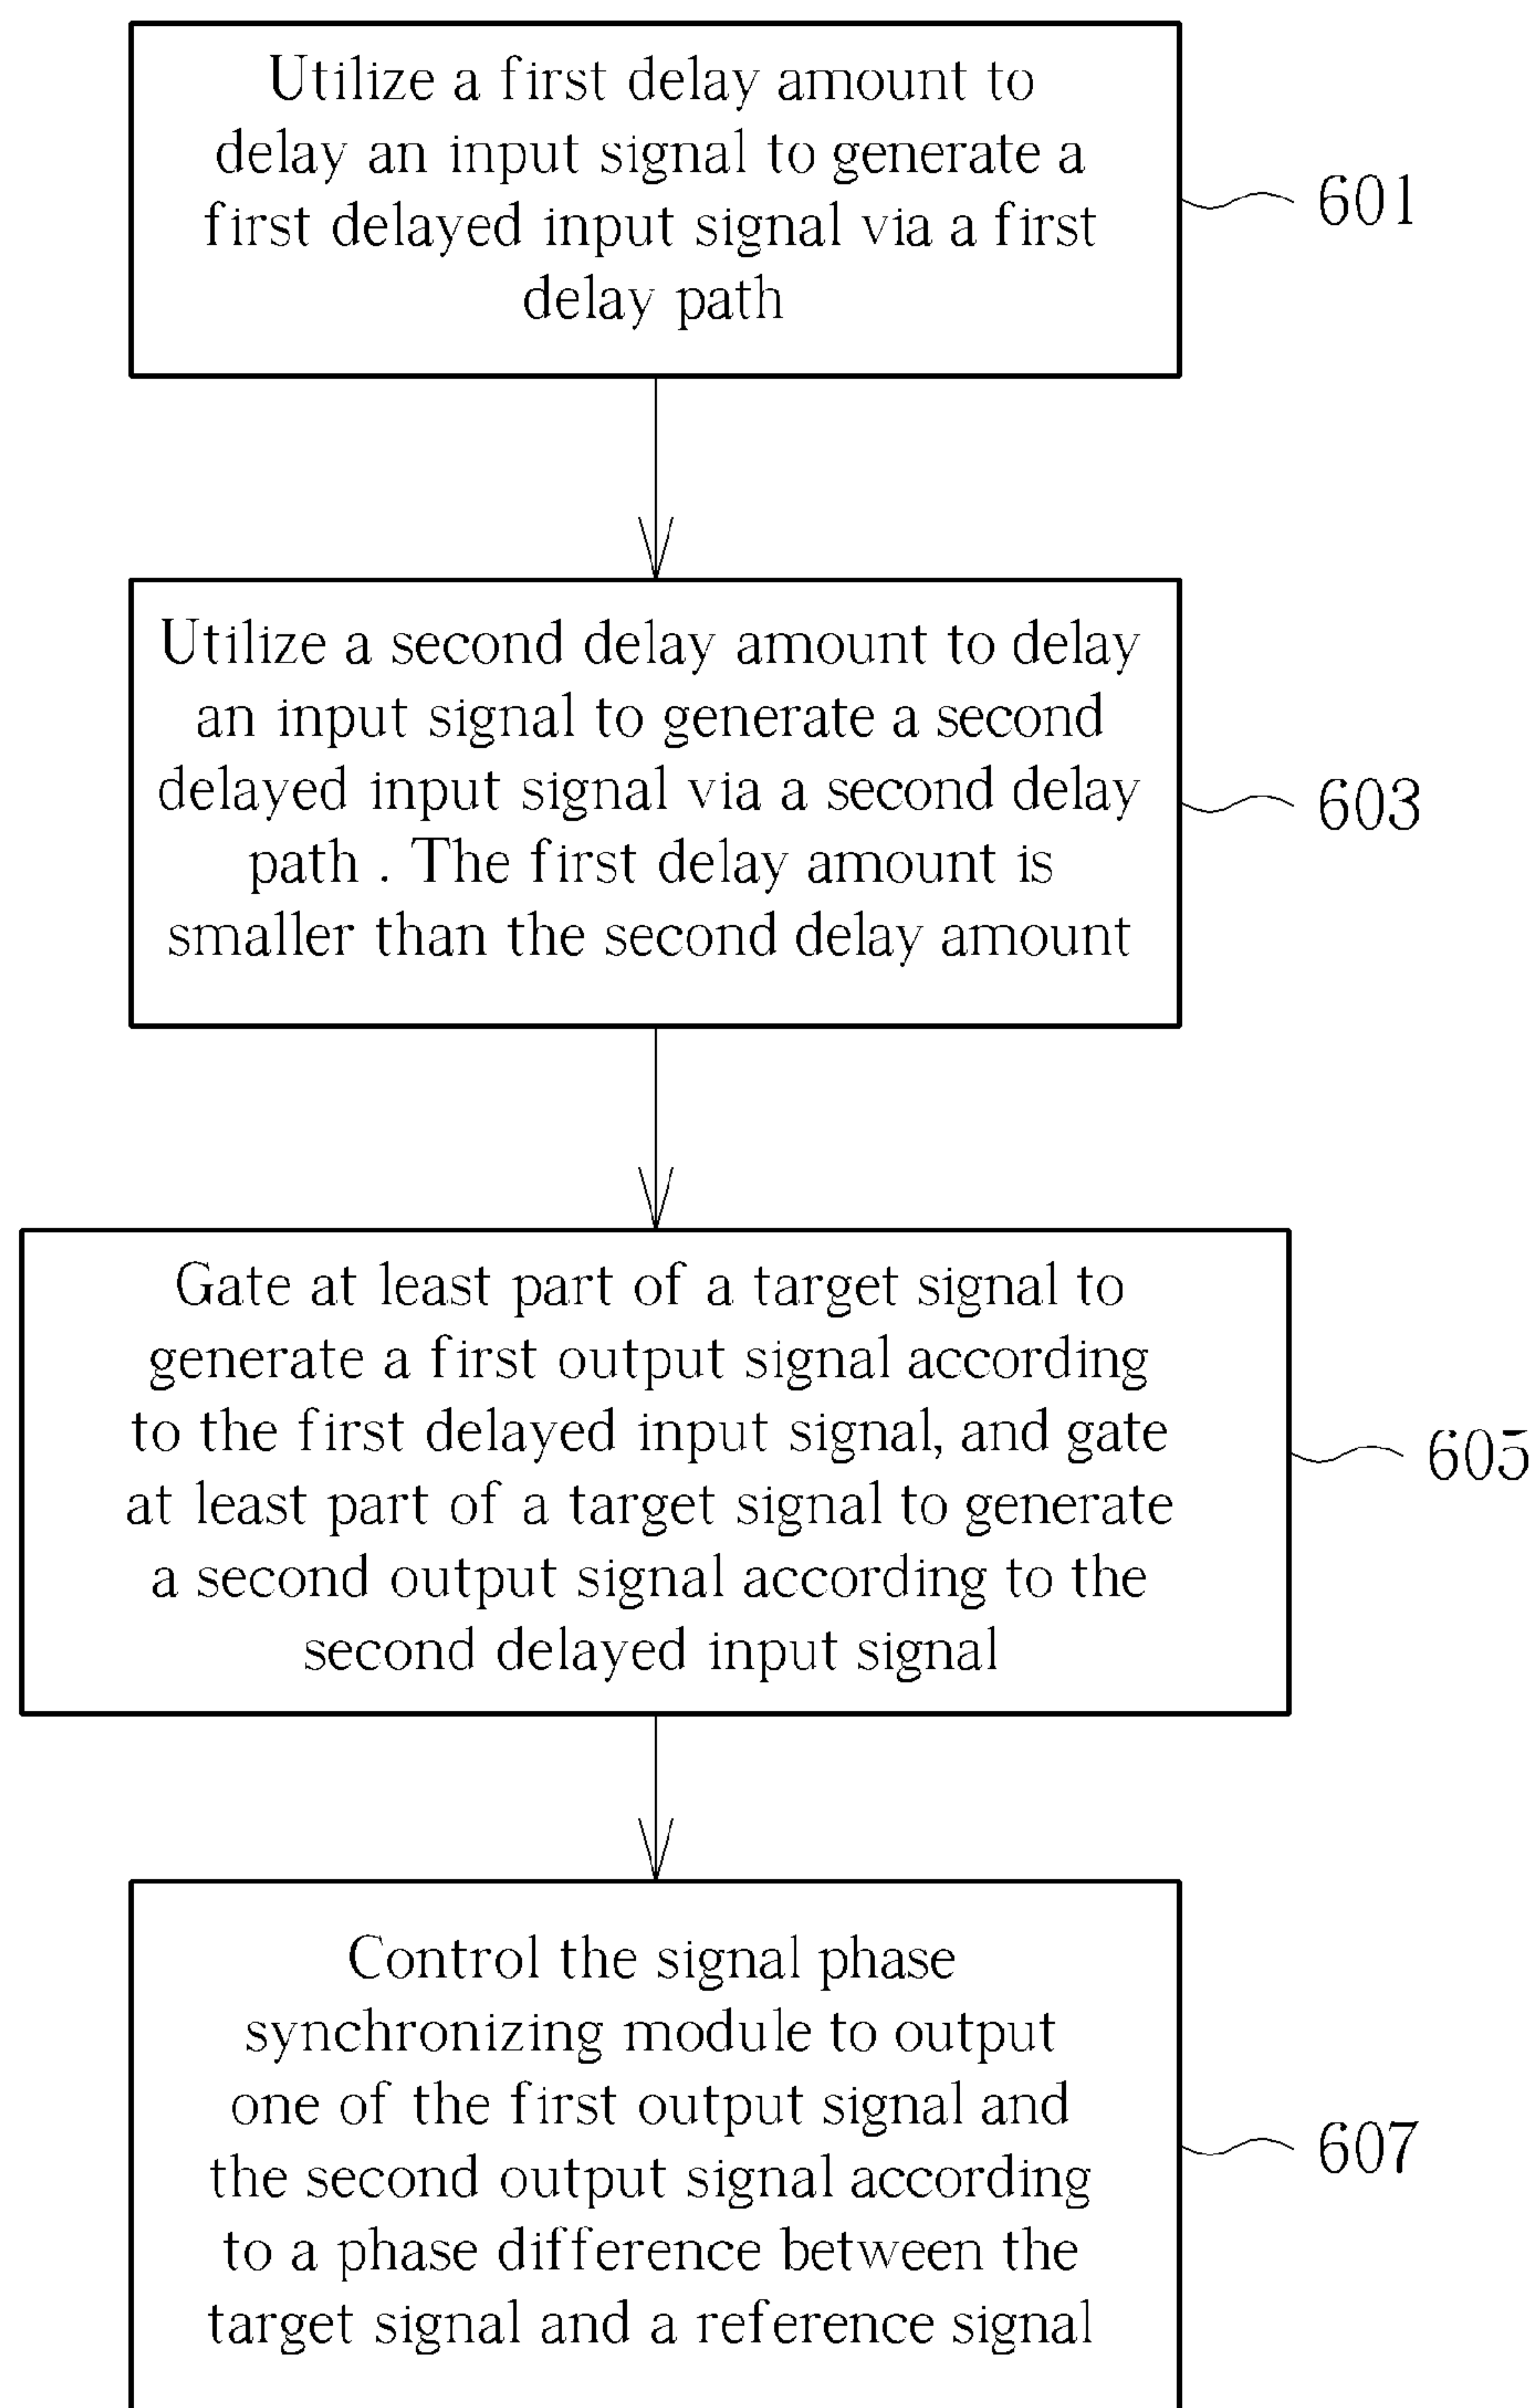 Utilize a first delay amount to
delay an input signal to generate a
first delayed input signal via a first
delay path
601
Utilize a second delay amount to delay
an input signal to generate a second
delayed input signal via a second delay
path . The first delay amount is
smaller than the second delay amount
603
Gate at least part of a target signal to
generate a first output signal according
to the first delayed input signal, and gate
at least part of a target signal to generate
a second output signal according to the
second delayed input signal
605
Control the signal phase
synchronizing module to output
one of the first output signal and
the second output signal according
to a phase difference between the
target signal and a reference signal
607